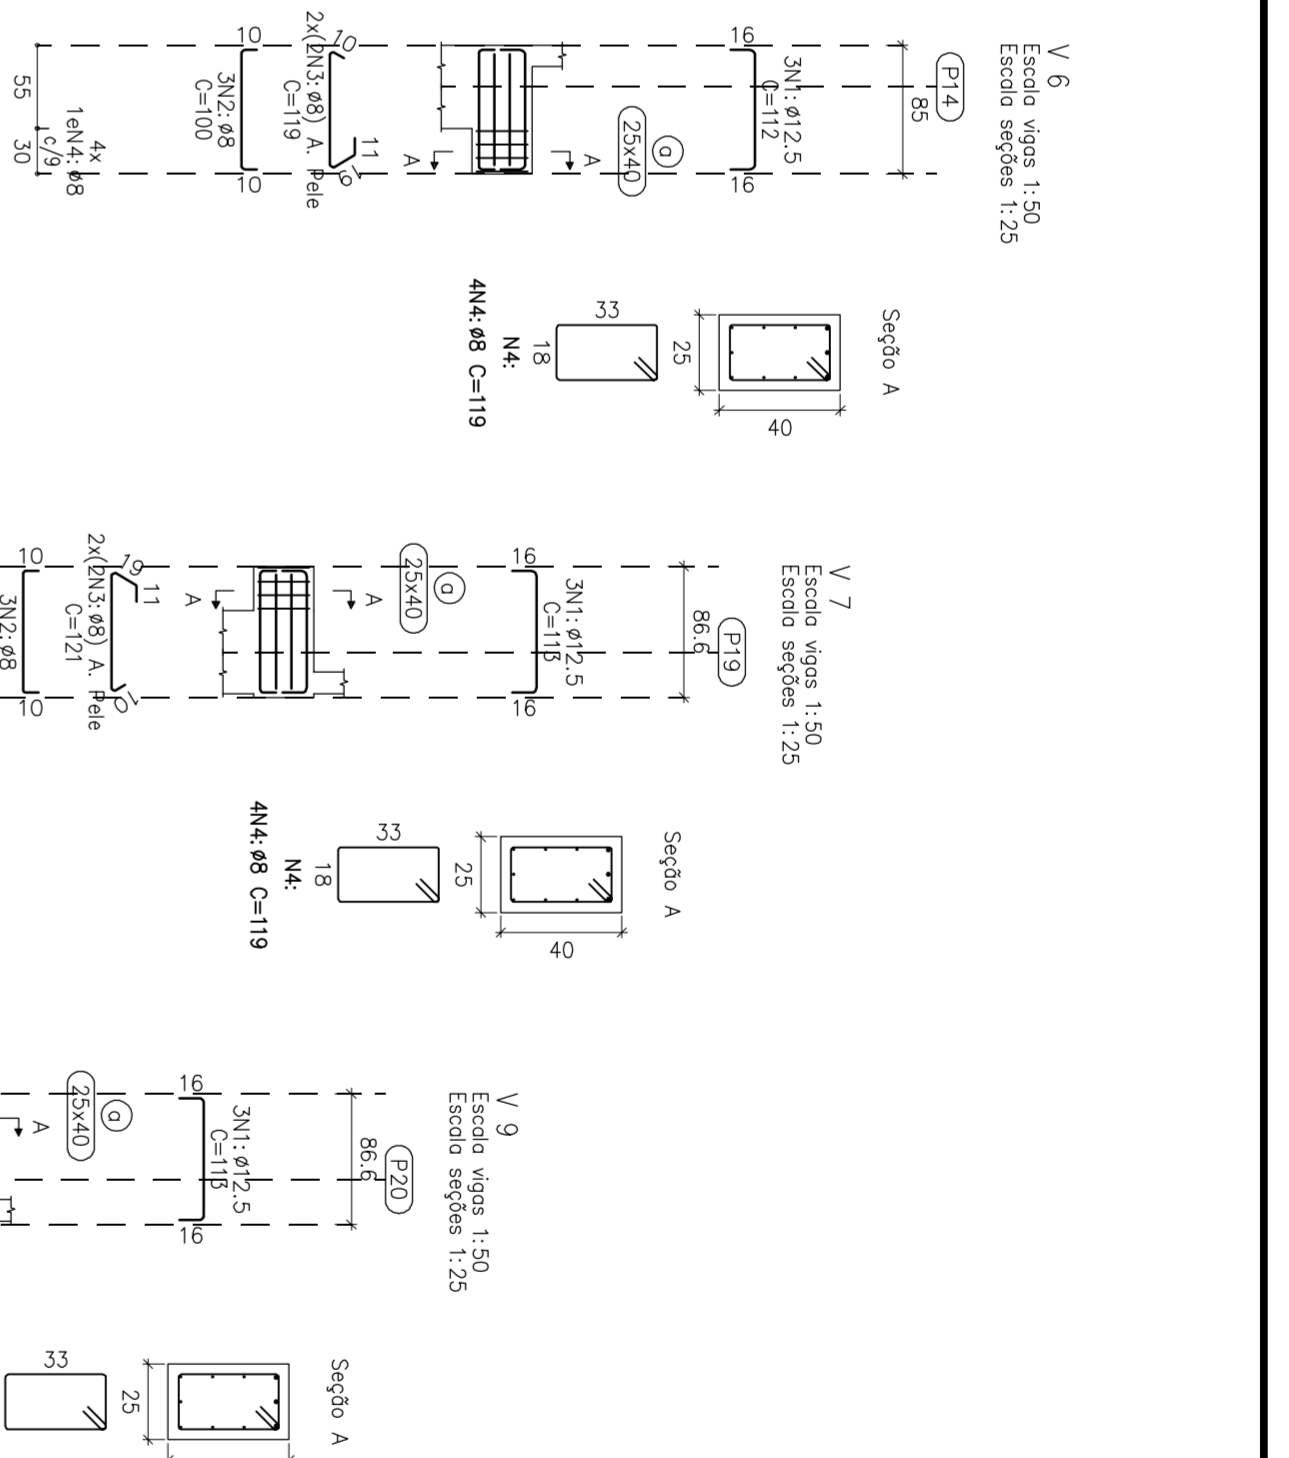 V 6
Escala vigas 1:50
Escala seções 1:25
P14
85
16
3N1: ø12.5
C=112
16
a
25x40
A
A
10
2x(2N3: ø8) A. Pele
C=119
11
19
10
3N2: ø8
C=100
10
55
30
4x
1eN4: ø8
c/9
Seção A
40
25
33
18
N4:
4N4: ø8 C=119
V 7
Escala vigas 1:50
Escala seções 1:25
P19
86.6
16
3N1: ø12.5
C=113
16
a
25x40
A
A
19
11
2x(2N3: ø8) A. Pele
C=121
10
10
3N2: ø8
10
Seção A
40
25
33
18
N4:
4N4: ø8 C=119
V 9
Escala vigas 1:50
Escala seções 1:25
P20
86.6
16
3N1: ø12.5
C=113
16
a
25x40
A
Seção A
25
33